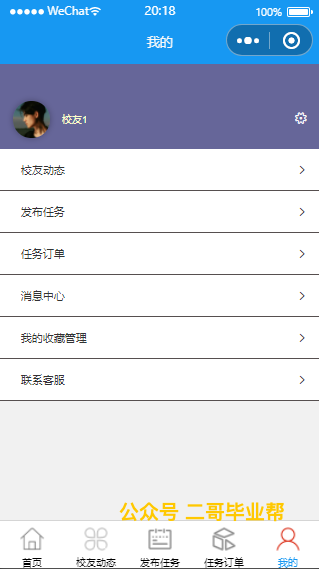 WeChat 20:18 100%
我的
校友1
校友动态
发布任务
任务订单
消息中心
我的收藏管理
联系客服
公众号 二哥毕业帮
首页 校友动态 发布任务 任务订单 我的